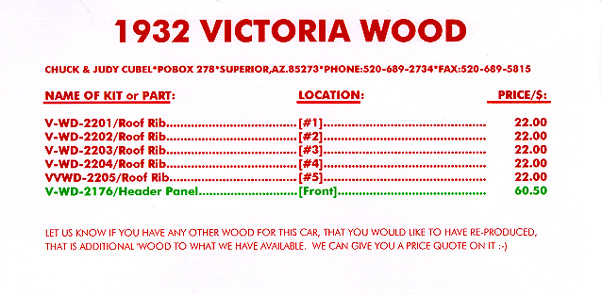 1932 VICTORIA WOOD
CHUCK & JUDY CUBEL*POBOX 278*SUPERIOR,AZ.85273*PHONE:520-689-2734*FAX:520-689-5815
NAME OF KIT or PART: LOCATION: PRICE/$:
V-WD-2201/Roof Rib........................................[#1].................................................. 22.00
V-WD-2202/Roof Rib........................................[#2].................................................. 22.00
V-WD-2203/Roof Rib........................................[#3].................................................. 22.00
V-WD-2204/Roof Rib........................................[#4].................................................. 22.00
VVWD-2205/Roof Rib.......................................[#5].................................................. 22.00
V-WD-2176/Header Panel..............................[Front].............................................. 60.50
LET US KNOW IF YOU HAVE ANY OTHER WOOD FOR THIS CAR, THAT YOU WOULD LIKE TO HAVE RE-PRODUCED,
THAT IS ADDITIONAL 'WOOD TO WHAT WE HAVE AVAILABLE. WE CAN GIVE YOU A PRICE QUOTE ON IT :-)